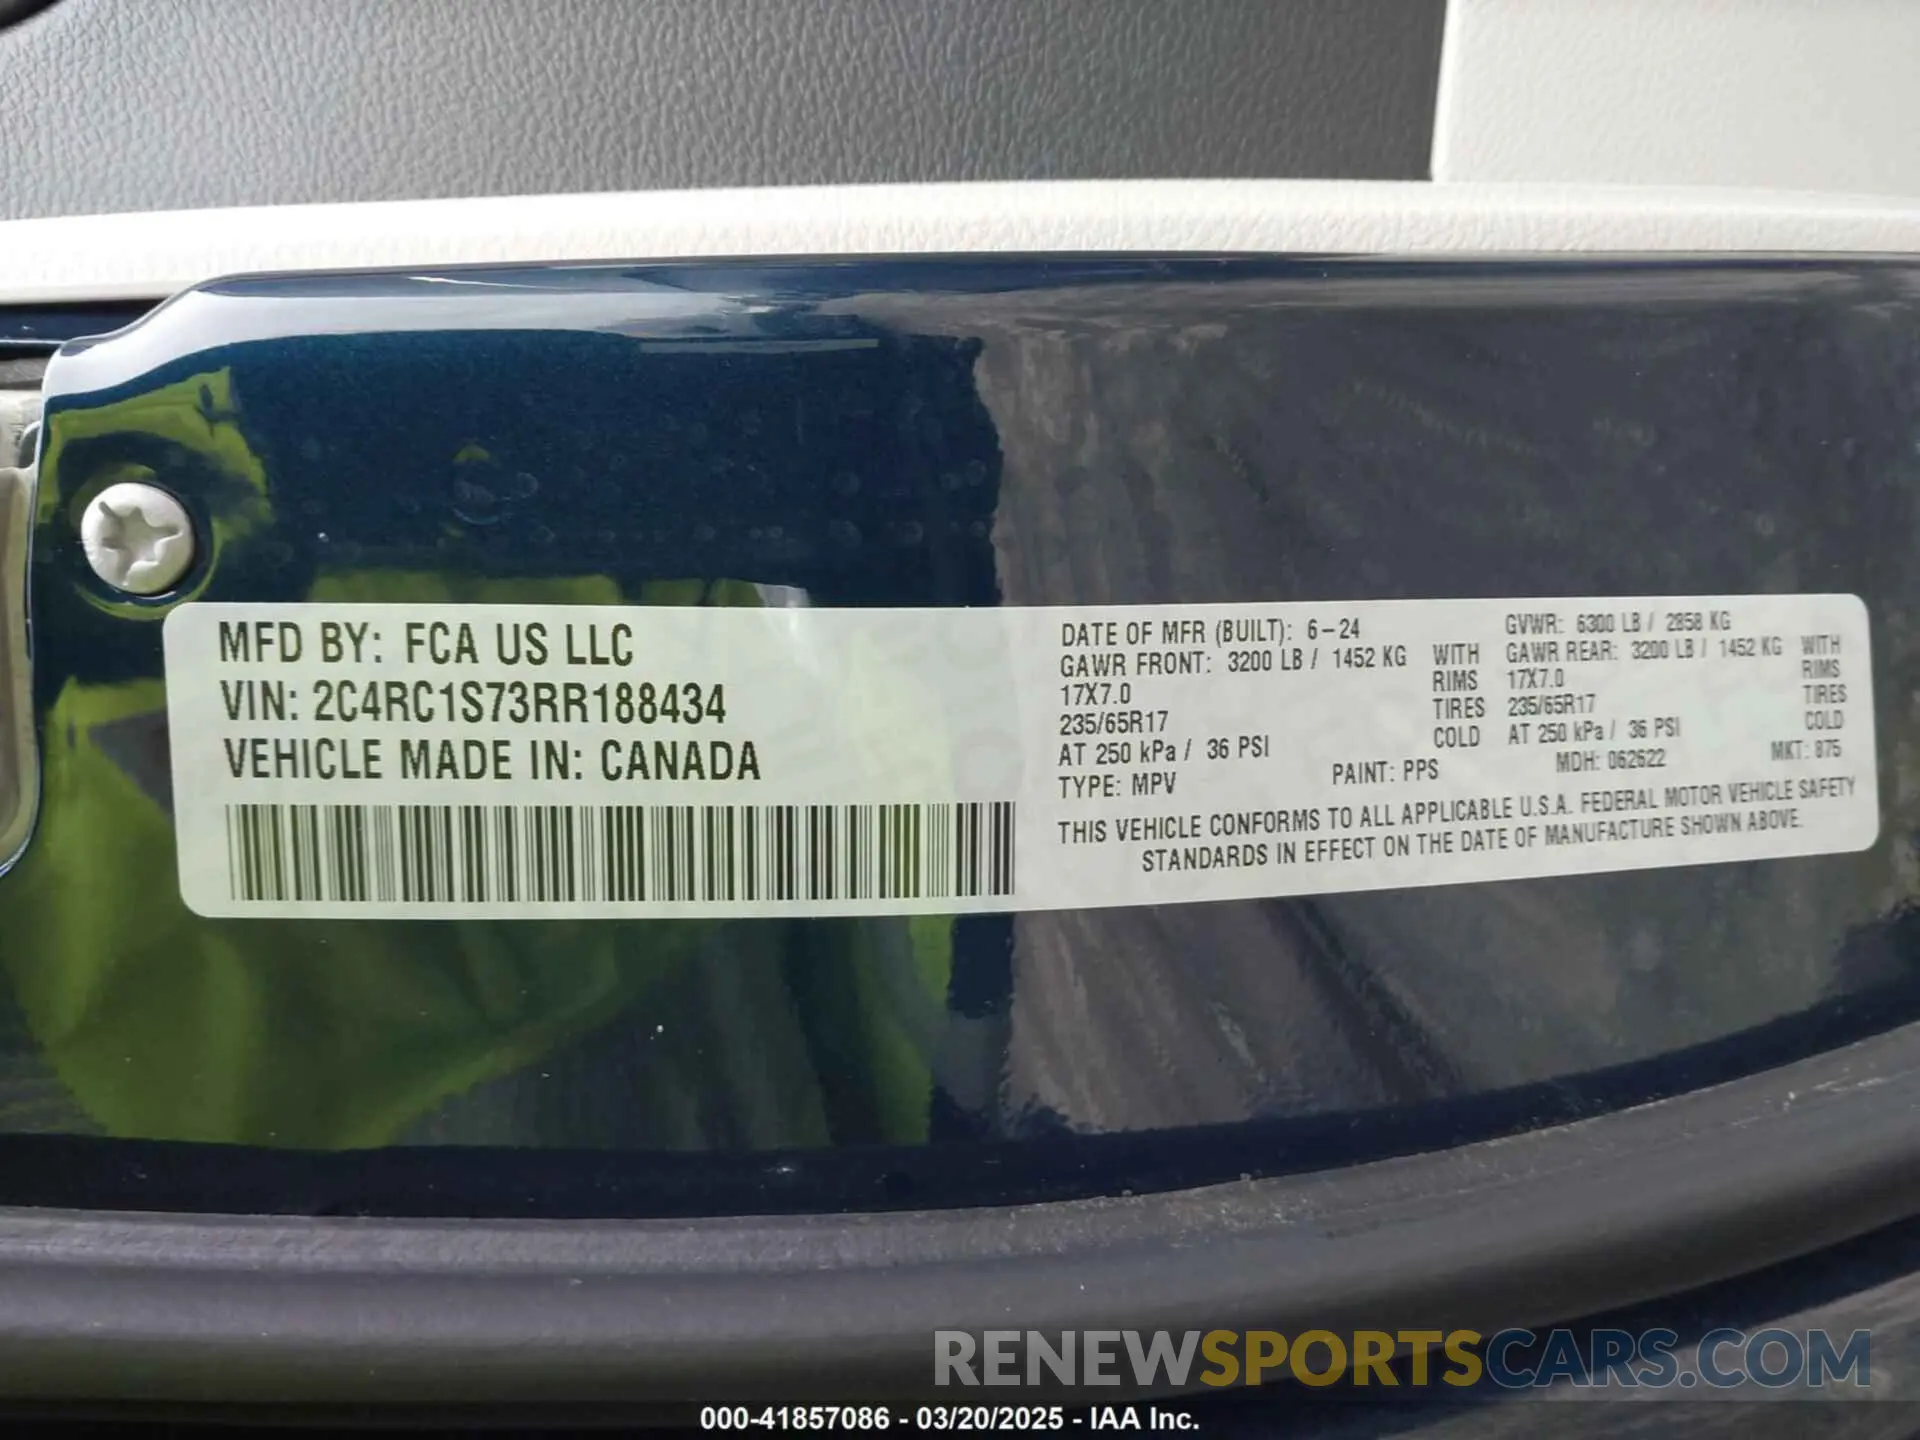 MFD BY: FCA US LLC
VIN: 2C4RC1S73RR188434
VEHICLE MADE IN: CANADA
DATE OF MFR (BUILT): 6-24
GAWR FRONT: 3200 LB / 1452 KG WITH
17X7.0 RIMS
235/65R17 TIRES
AT 250 kPa / 36 PSI COLD
TYPE: MPV PAINT: PPS
GVWR: 6300 LB / 2858 KG
GAWR REAR: 3200 LB / 1452 KG WITH
17X7.0 RIMS
235/65R17 TIRES
AT 250 kPa / 36 PSI COLD
MDH: 062622 MKT: 875
THIS VEHICLE CONFORMS TO ALL APPLICABLE U.S.A. FEDERAL MOTOR VEHICLE SAFETY
STANDARDS IN EFFECT ON THE DATE OF MANUFACTURE SHOWN ABOVE.
RENEWSPORTSCARS.COM
000-41857086 - 03/20/2025 - IAA Inc.